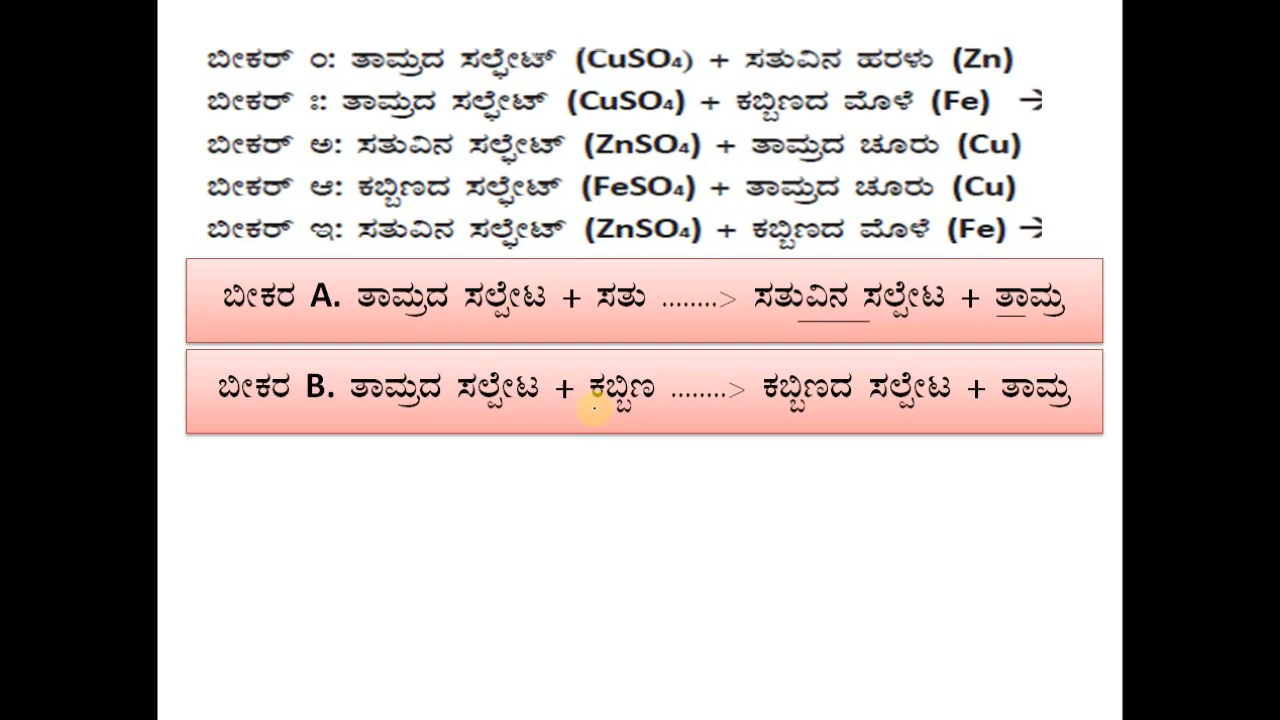 ಬೀಕರ್ ೦: ತಾಮ್ರದ ಸಲ್ಫೇಟ್ (CuSO₄) + ಸತುವಿನ ಹರಳು (Zn)
ಬೀಕರ್ ಃ: ತಾಮ್ರದ ಸಲ್ಫೇಟ್ (CuSO₄) + ಕಬ್ಬಿಣದ ಮೊಳೆ (Fe) →
ಬೀಕರ್ ಅ: ಸತುವಿನ ಸಲ್ಫೇಟ್ (ZnSO₄) + ತಾಮ್ರದ ಚೂರು (Cu)
ಬೀಕರ್ ಆ: ಕಬ್ಬಿಣದ ಸಲ್ಫೇಟ್ (FeSO₄) + ತಾಮ್ರದ ಚೂರು (Cu)
ಬೀಕರ್ ಇ: ಸತುವಿನ ಸಲ್ಫೇಟ್ (ZnSO₄) + ಕಬ್ಬಿಣದ ಮೊಳೆ (Fe) →
ಬೀಕರ A. ತಾಮ್ರದ ಸಲ್ಪೇಟ + ಸತು ........> ಸತುವಿನ ಸಲ್ಪೇಟ + ತಾಮ್ರ
ಬೀಕರ B. ತಾಮ್ರದ ಸಲ್ಪೇಟ + ಕಬ್ಬಿಣ ........> ಕಬ್ಬಿಣದ ಸಲ್ಪೇಟ + ತಾಮ್ರ